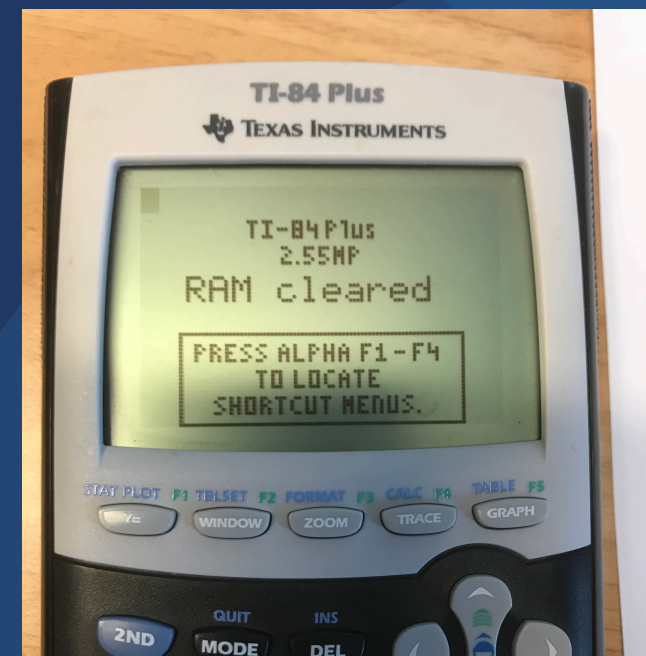 TI-84 Plus
TEXAS INSTRUMENTS
TI-84Plus
2.55MP
RAM cleared
PRESS ALPHA F1-F4
TO LOCATE
SHORTCUT MENUS.
STAT PLOT F1 TBLSET F2 FORMAT F3 CALC F4 TABLE F5
Y= WINDOW ZOOM TRACE GRAPH
QUIT INS
2ND MODE DEL